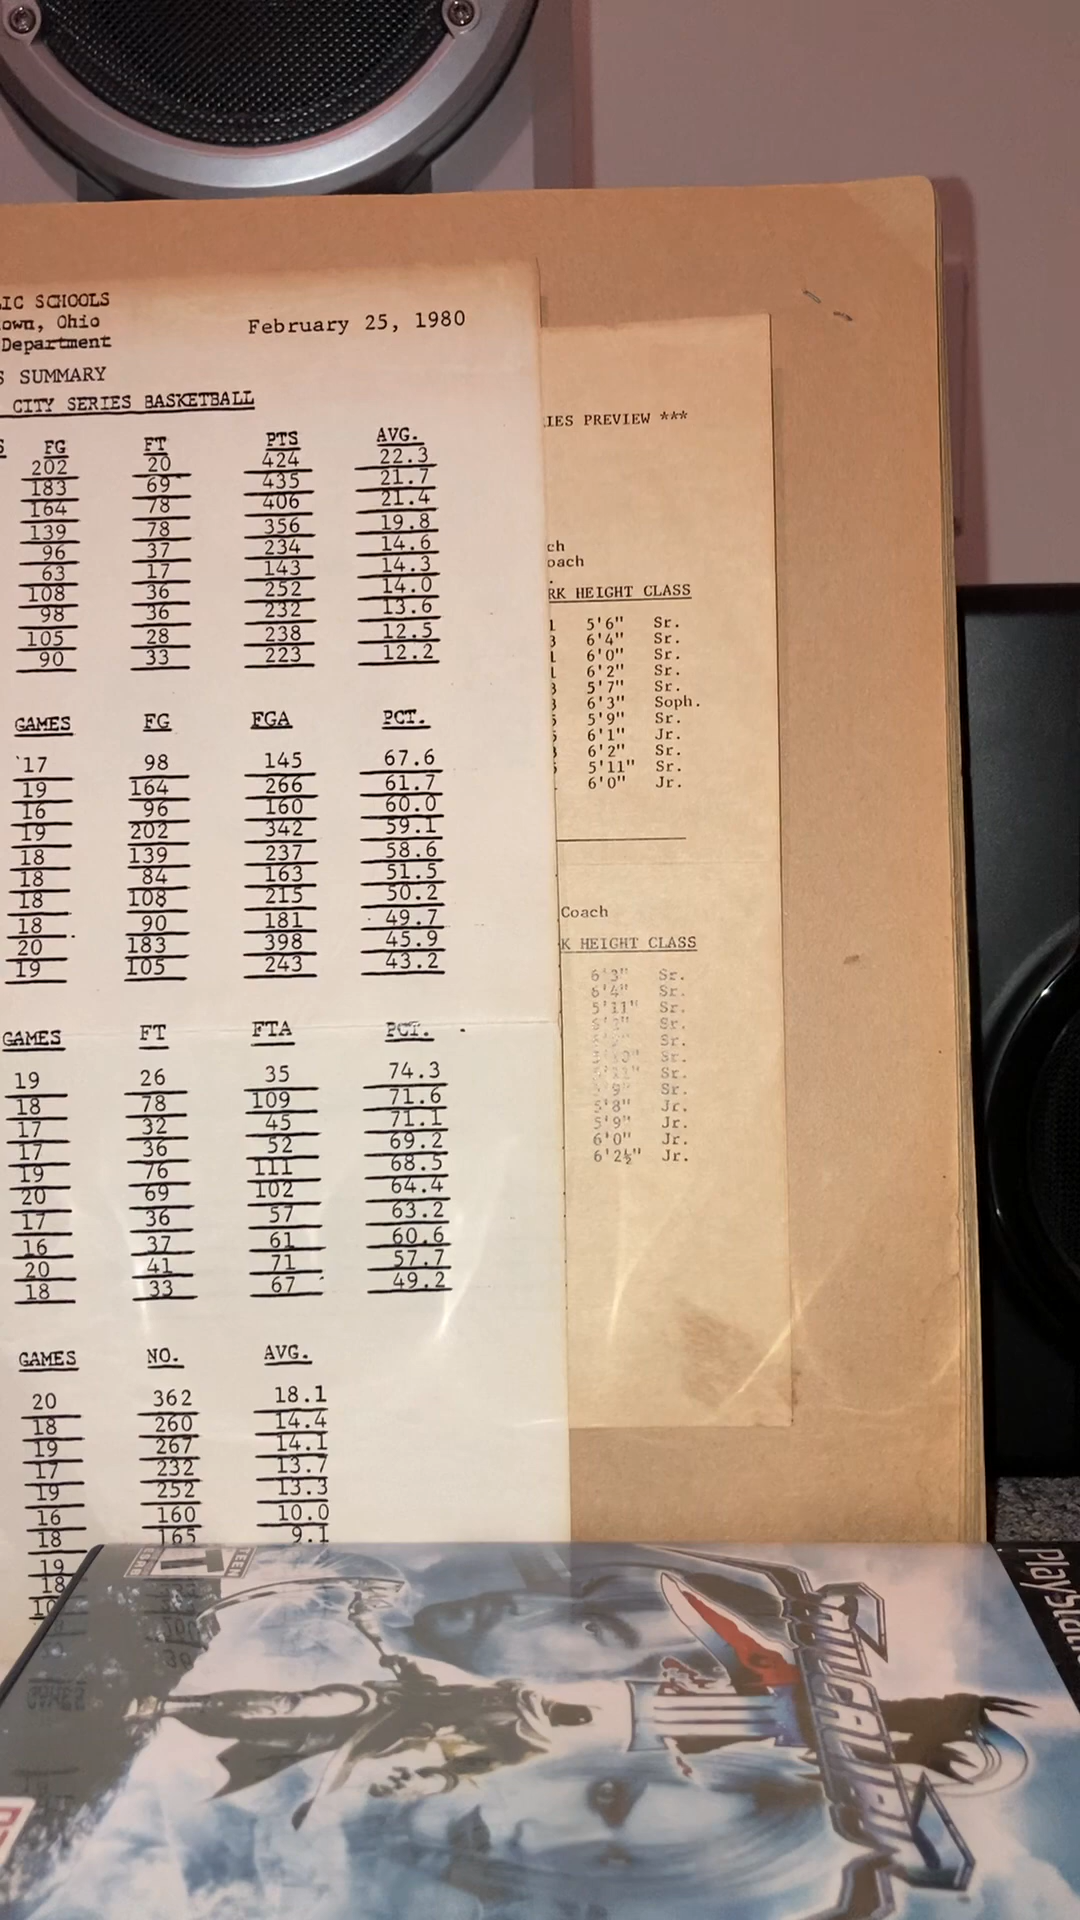 IC SCHOOLS
own, Ohio
February 25, 1980
Department
S SUMMARY
CITY SERIES BASKETBALL
S FG FT PTS AVG.
202 20 424 22.3
183 69 435 21.7
164 78 406 21.4
139 78 356 19.8
96 37 234 14.6
63 17 143 14.3
108 36 252 14.0
98 36 232 13.6
105 28 238 12.5
90 33 223 12.2
GAMES FG FGA PCT.
17 98 145 67.6
19 164 266 61.7
16 96 160 60.0
19 202 342 59.1
18 139 237 58.6
18 84 163 51.5
18 108 215 50.2
18 90 181 49.7
20 183 398 45.9
19 105 243 43.2
GAMES FT FTA PCT.
19 26 35 74.3
18 78 109 71.6
17 32 45 71.1
17 36 52 69.2
19 76 111 68.5
20 69 102 64.4
17 36 57 63.2
16 37 61 60.6
20 41 71 57.7
18 33 67 49.2
GAMES NO. AVG.
20 362 18.1
18 260 14.4
19 267 14.1
17 232 13.7
19 252 13.3
16 160 10.0
18 165 9.1
19
18
IES PREVIEW ***
ch
oach
RK HEIGHT CLASS
5'6" Sr.
6'4" Sr.
6'0" Sr.
6'2" Sr.
5'7" Sr.
6'3" Soph.
5'9" Sr.
6'1" Jr.
6'2" Sr.
5'11" Sr.
6'0" Jr.
Coach
K HEIGHT CLASS
6'3" Sr.
6'4" Sr.
5'11" Sr.
Sr.
Sr.
Sr.
Sr.
Sr.
5'8" Jr.
5'9" Jr.
6'0" Jr.
6'2½" Jr.
TEEN
T
ESRB
SOULCALIBUR
III
PlayStat